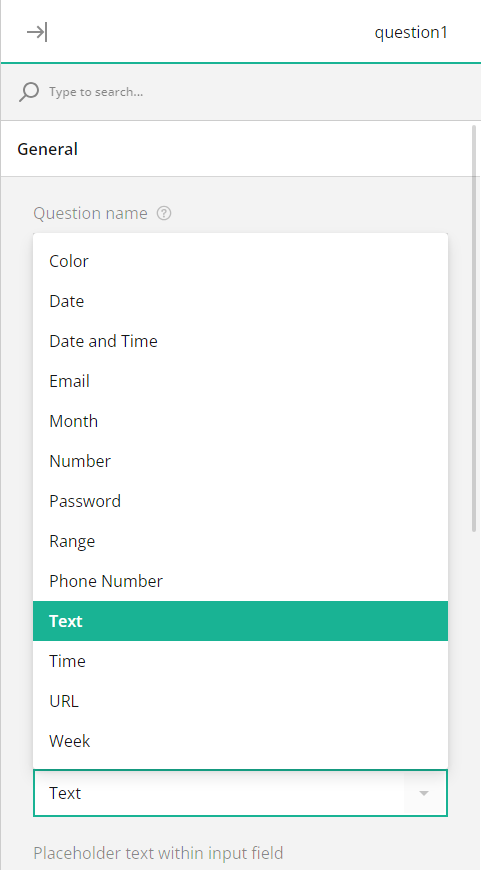 question1
Type to search...
General
Question name
Color
Date
Date and Time
Email
Month
Number
Password
Range
Phone Number
Text
Time
URL
Week
Text
Placeholder text within input field